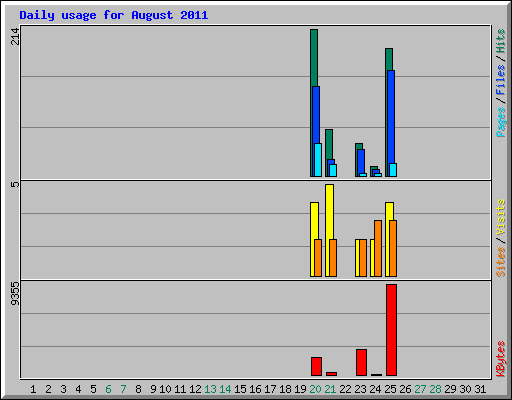 Daily usage for August 2011
214
5
9355
Pages / Files / Hits
Sites / Visits
KBytes
1 2 3 4 5 6 7 8 9 10 11 12 13 14 15 16 17 18 19 20 21 22 23 24 25 26 27 28 29 30 31